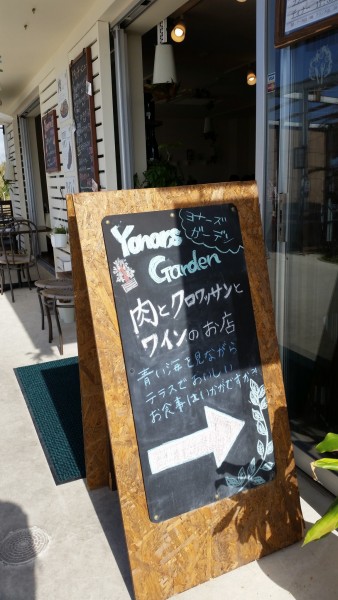 Yonars
Garden
ヨナーズ
ガーデン
肉とクロワッサンと
ワインのお店
青い海を見ながら
テラスでおいしい
お食事はいかがですか